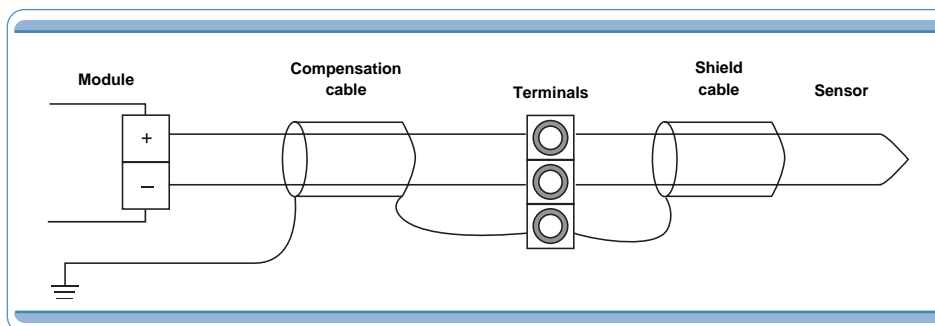 Module
Compensation
cable
Terminals
Shield
cable
Sensor
+
−